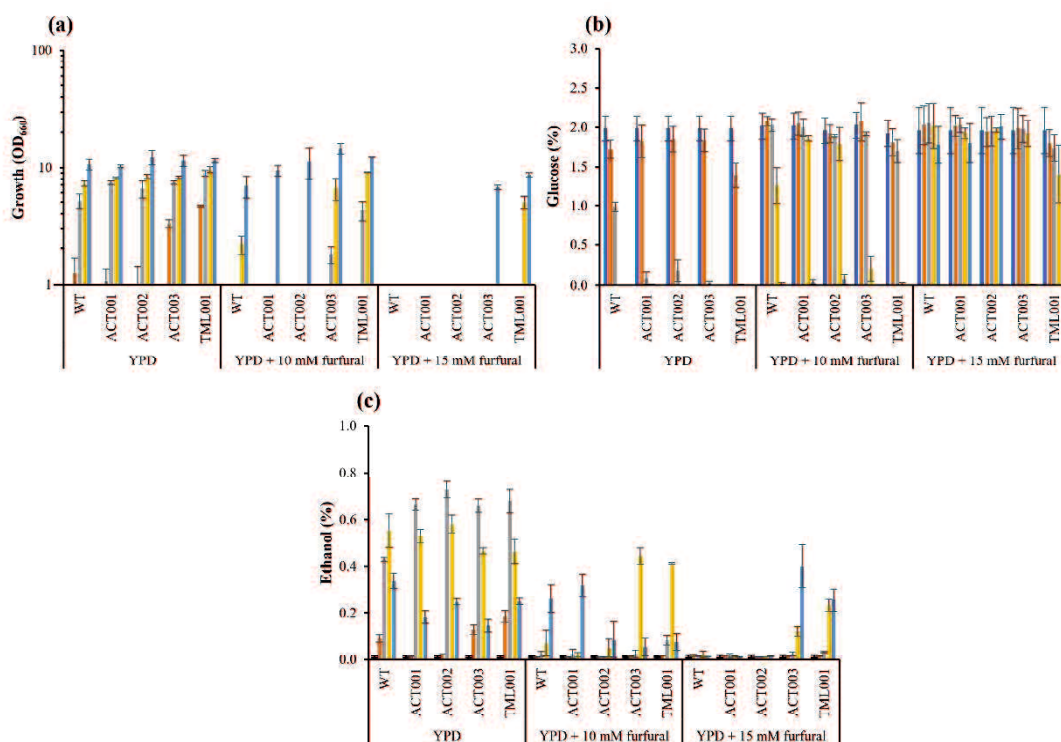 (a)
Growth (OD660)
100
10
1
WT
ACT001
ACT002
ACT003
TML001
WT
ACT001
ACT002
ACT003
TML001
WT
ACT001
ACT002
ACT003
TML001
YPD
YPD + 10 mM furfural
YPD + 15 mM furfural
(b)
Glucose (%)
3.0
2.5
2.0
1.5
1.0
0.5
0.0
WT
ACT001
ACT002
ACT003
TML001
WT
ACT001
ACT002
ACT003
TML001
WT
ACT001
ACT002
ACT003
TML001
YPD
YPD + 10 mM furfural
YPD + 15 mM furfural
(c)
Ethanol (%)
1.0
0.8
0.6
0.4
0.2
0.0
WT
ACT001
ACT002
ACT003
TML001
WT
ACT001
ACT002
ACT003
TML001
WT
ACT001
ACT002
ACT003
TML001
YPD
YPD + 10 mM furfural
YPD + 15 mM furfural